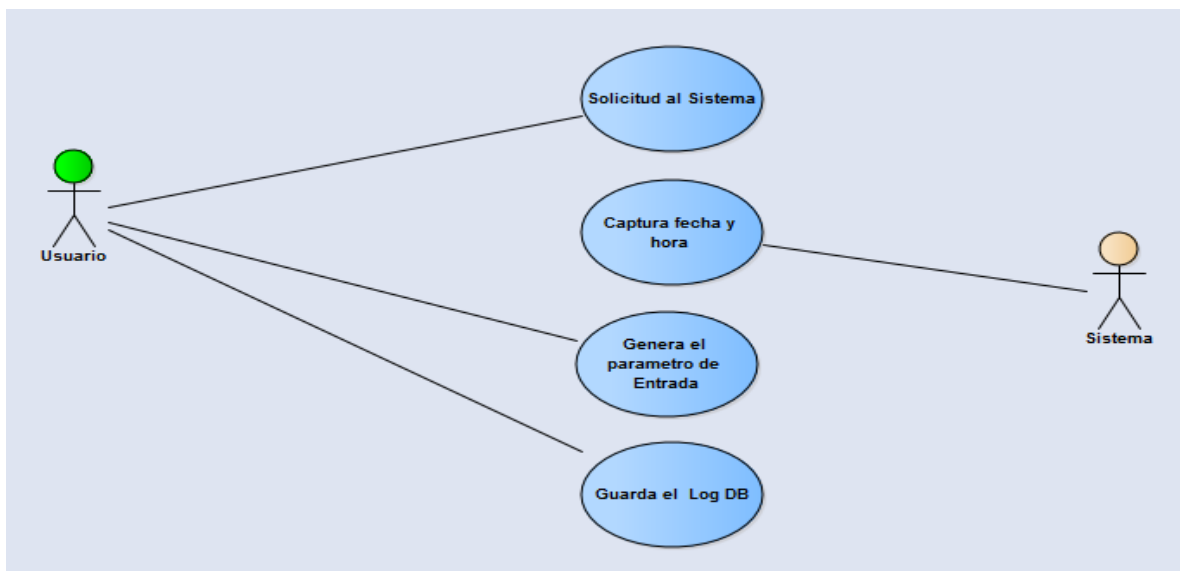 Solicitud al Sistema
Usuario
Captura fecha y
hora
Sistema
Genera el
parametro de
Entrada
Guarda el Log DB